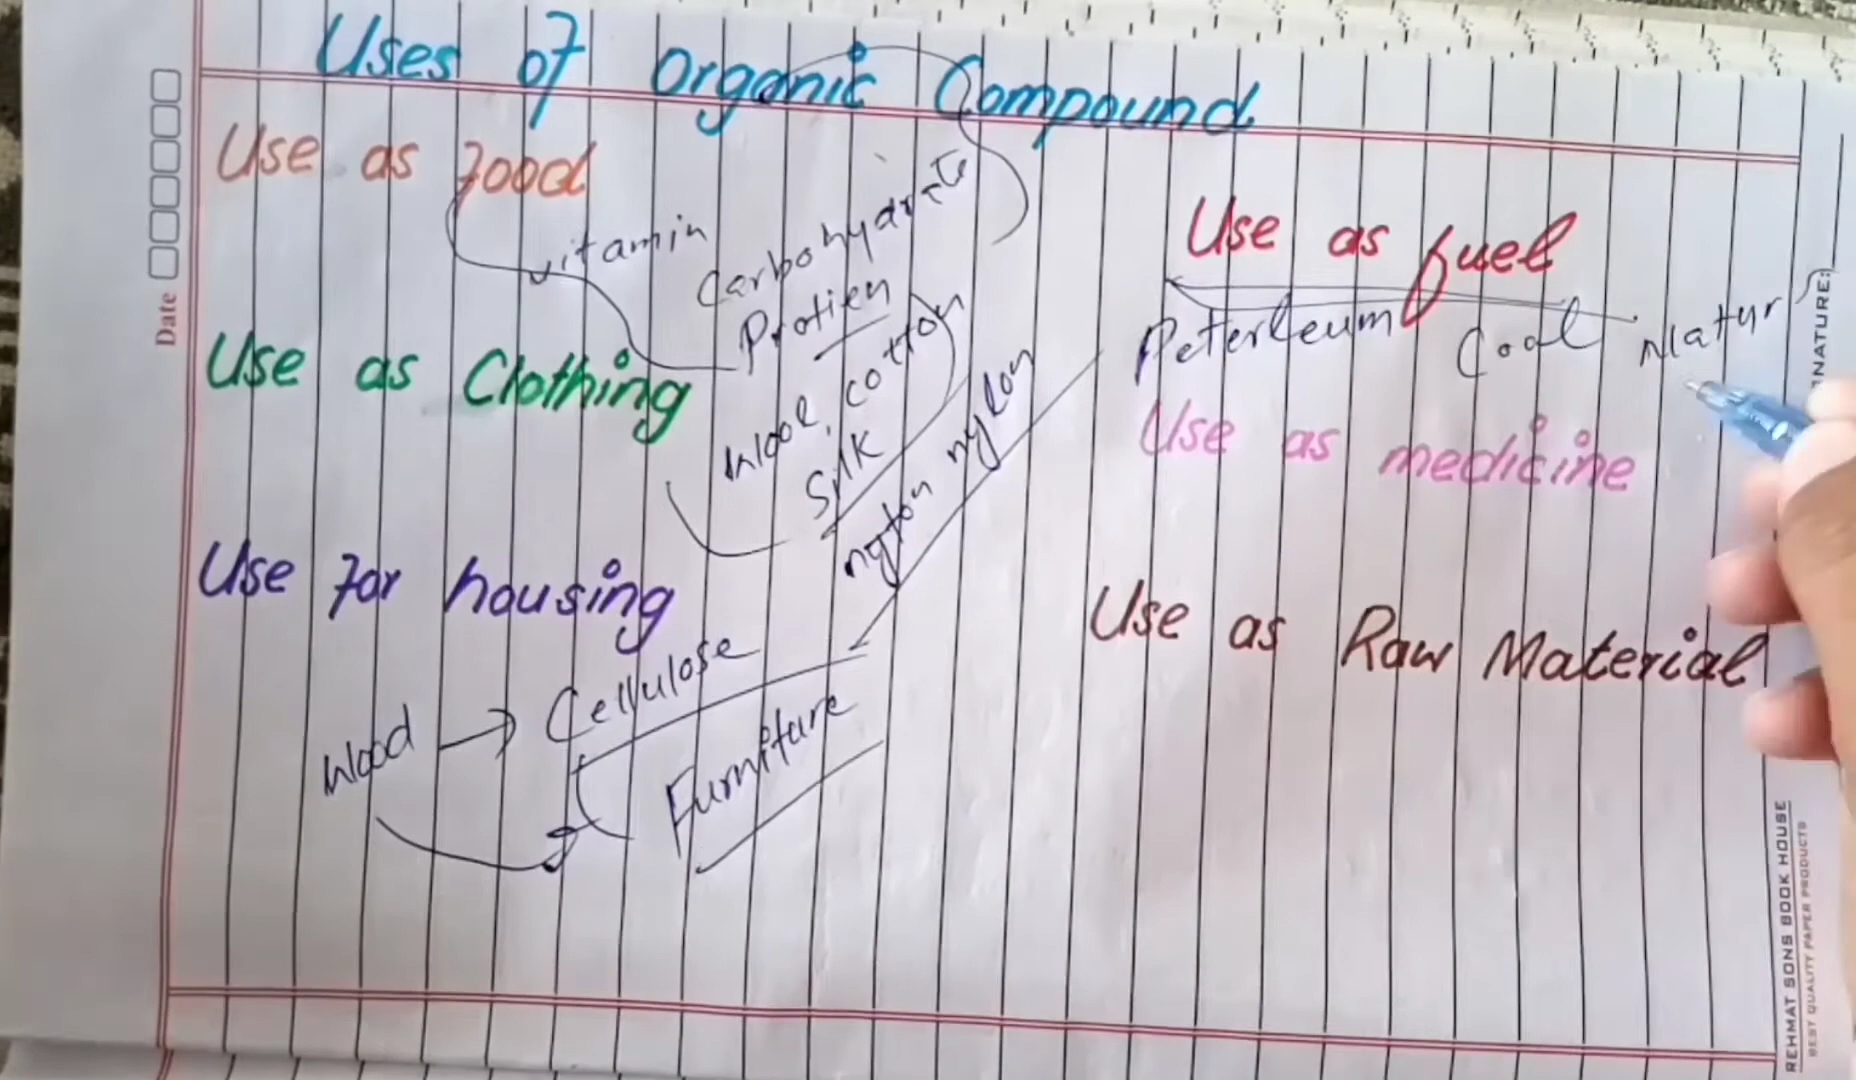 Uses of Organic Compound
Use as food
vitamin
Carbohydrate
Protien
Use as Clothing
Wool, cotton
Silk
nylon nylon
Use for housing
Wood → Cellulose
Furniture
Use as fuel
Peterleum Coal Natur
Use as medicine
Use as Raw Material
Date
NATURE:
REHMAT SONS BOOK HOUSE
BEST QUALITY PAPER PRODUCTS